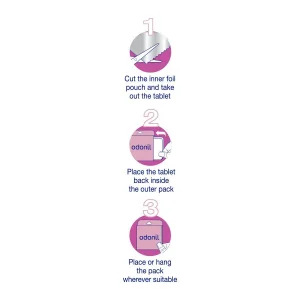 1
Cut the inner foil
pouch and take
out the tablet
2
odonil
Place the tablet
back inside
the outer pack
3
odonil
Place or hang
the pack
wherever suitable